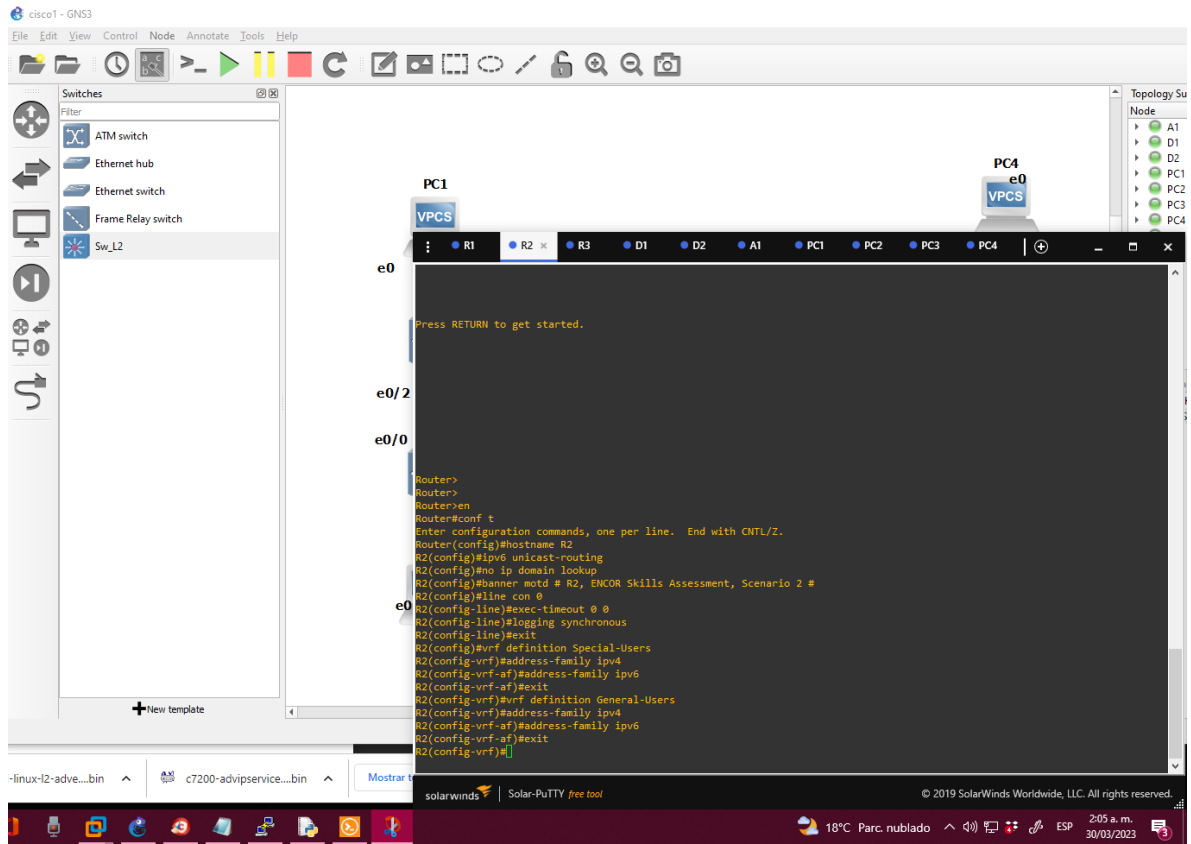 cisco1 - GNS3
File Edit View Control Node Annotate Tools Help
Switches
Filter
ATM switch
Ethernet hub
Ethernet switch
Frame Relay switch
Sw_L2
New template
Topology Su
Node
A1
D1
D2
PC1
PC2
PC3
PC4
PC1
VPCS
e0
e0/2
e0/0
e0
PC4
e0
VPCS
R1 R2 × R3 D1 D2 A1 PC1 PC2 PC3 PC4
Press RETURN to get started.
Router>
Router>
Router>en
Router#conf t
Enter configuration commands, one per line.  End with CNTL/Z.
Router(config)#hostname R2
R2(config)#ipv6 unicast-routing
R2(config)#no ip domain lookup
R2(config)#banner motd # R2, ENCOR Skills Assessment, Scenario 2 #
R2(config)#line con 0
R2(config-line)#exec-timeout 0 0
R2(config-line)#logging synchronous
R2(config-line)#exit
R2(config)#vrf definition Special-Users
R2(config-vrf)#address-family ipv4
R2(config-vrf-af)#address-family ipv6
R2(config-vrf-af)#exit
R2(config-vrf)#vrf definition General-Users
R2(config-vrf)#address-family ipv4
R2(config-vrf-af)#address-family ipv6
R2(config-vrf-af)#exit
R2(config-vrf)#
solarwinds Solar-PuTTY free tool
© 2019 SolarWinds Worldwide, LLC. All rights reserved.
-linux-l2-adve....bin
c7200-advipservice....bin
Mostrar t
18°C Parc. nublado
ESP
2:05 a. m.
30/03/2023
3